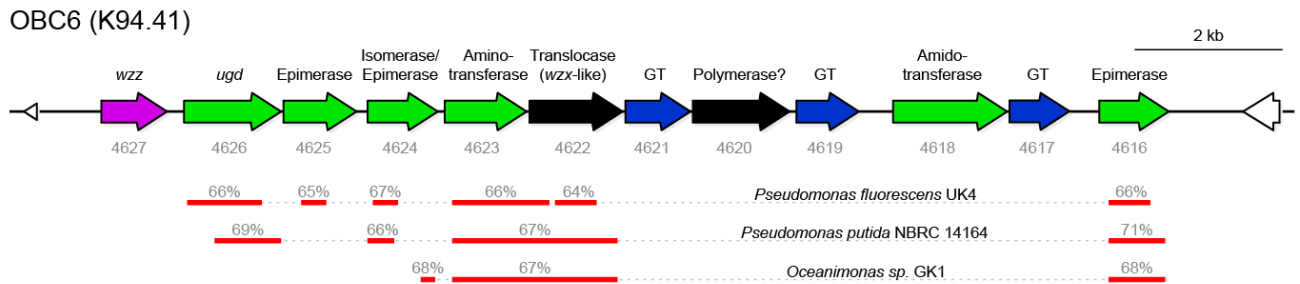 OBC6 (K94.41)
2 kb
Isomerase/ Amino- Translocase Amido-
wzz ugd Epimerase Epimerase transferase (wzx-like) GT Polymerase? GT transferase GT Epimerase
4627 4626 4625 4624 4623 4622 4621 4620 4619 4618 4617 4616
66% 65% 67% 66% 64% Pseudomonas fluorescens UK4 66%
69% 66% 67% Pseudomonas putida NBRC 14164 71%
68% 67% Oceanimonas sp. GK1 68%